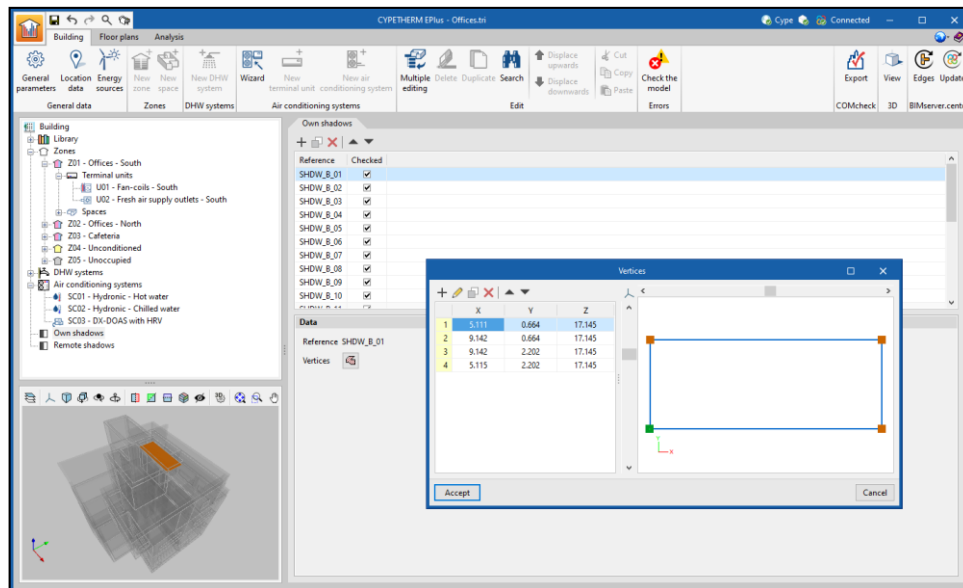 CYPETHERM EPlus - Offices.tri
Cype
Connected
Building
Floor plans
Analysis
General parameters
Location data
Energy sources
New zone
New space
New DHW system
Wizard
New terminal unit
New air conditioning system
Multiple editing
Delete
Duplicate
Search
Displace upwards
Displace downwards
Cut
Copy
Paste
Check the model
Export
View
Edges
Update
General data
Zones
DHW systems
Air conditioning systems
Edit
Errors
COMcheck
3D
BIMserver.cente
Building
Library
Zones
Z01 - Offices - South
Terminal units
U01 - Fan-coils - South
U02 - Fresh air supply outlets - South
Spaces
Z02 - Offices - North
Z03 - Cafeteria
Z04 - Unconditioned
Z05 - Unoccupied
DHW systems
Air conditioning systems
SC01 - Hydronic - Hot water
SC02 - Hydronic - Chilled water
SC03 - DX-DOAS with HRV
Own shadows
Remote shadows
Own shadows
Reference Checked
SHDW_B_01
SHDW_B_02
SHDW_B_03
SHDW_B_04
SHDW_B_05
SHDW_B_06
SHDW_B_07
SHDW_B_08
SHDW_B_09
SHDW_B_10
Data
Reference SHDW_B_01
Vertices
Vertices
X Y Z
1 5.111 0.664 17.145
2 9.142 0.664 17.145
3 9.142 2.202 17.145
4 5.115 2.202 17.145
Y
X
Accept
Cancel